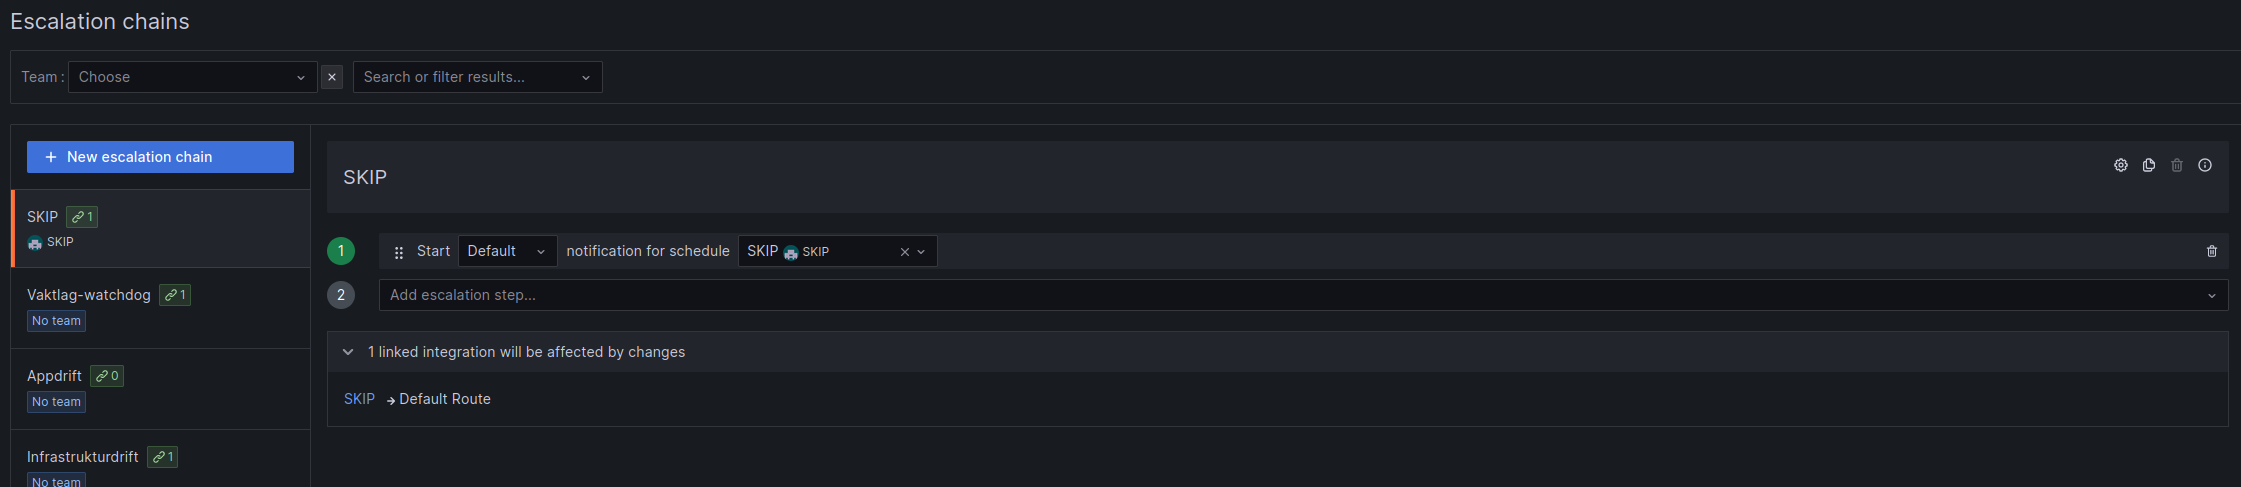 Escalation chains
Team : Choose Search or filter results...
New escalation chain
SKIP 1
SKIP
Vaktlag-watchdog 1
No team
Appdrift 0
No team
Infrastrukturdrift 1
No team
SKIP
1 Start Default notification for schedule SKIP SKIP
2 Add escalation step...
1 linked integration will be affected by changes
SKIP → Default Route